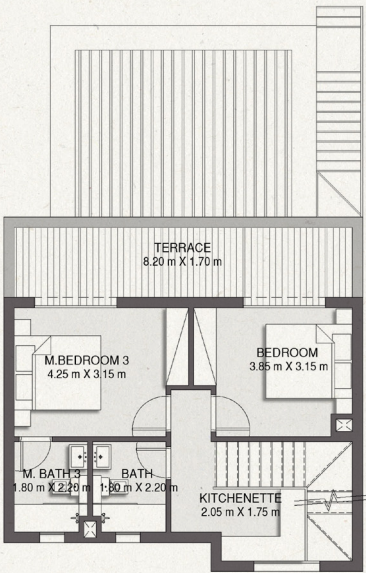 TERRACE
8.20 m X 1.70 m
M.BEDROOM 3
4.25 m X 3.15 m
BEDROOM
3.85 m X 3.15 m
M. BATH 3
1.80 m X 2.20 m
BATH
1.80 m X 2.20 m
KITCHENETTE
2.05 m X 1.75 m